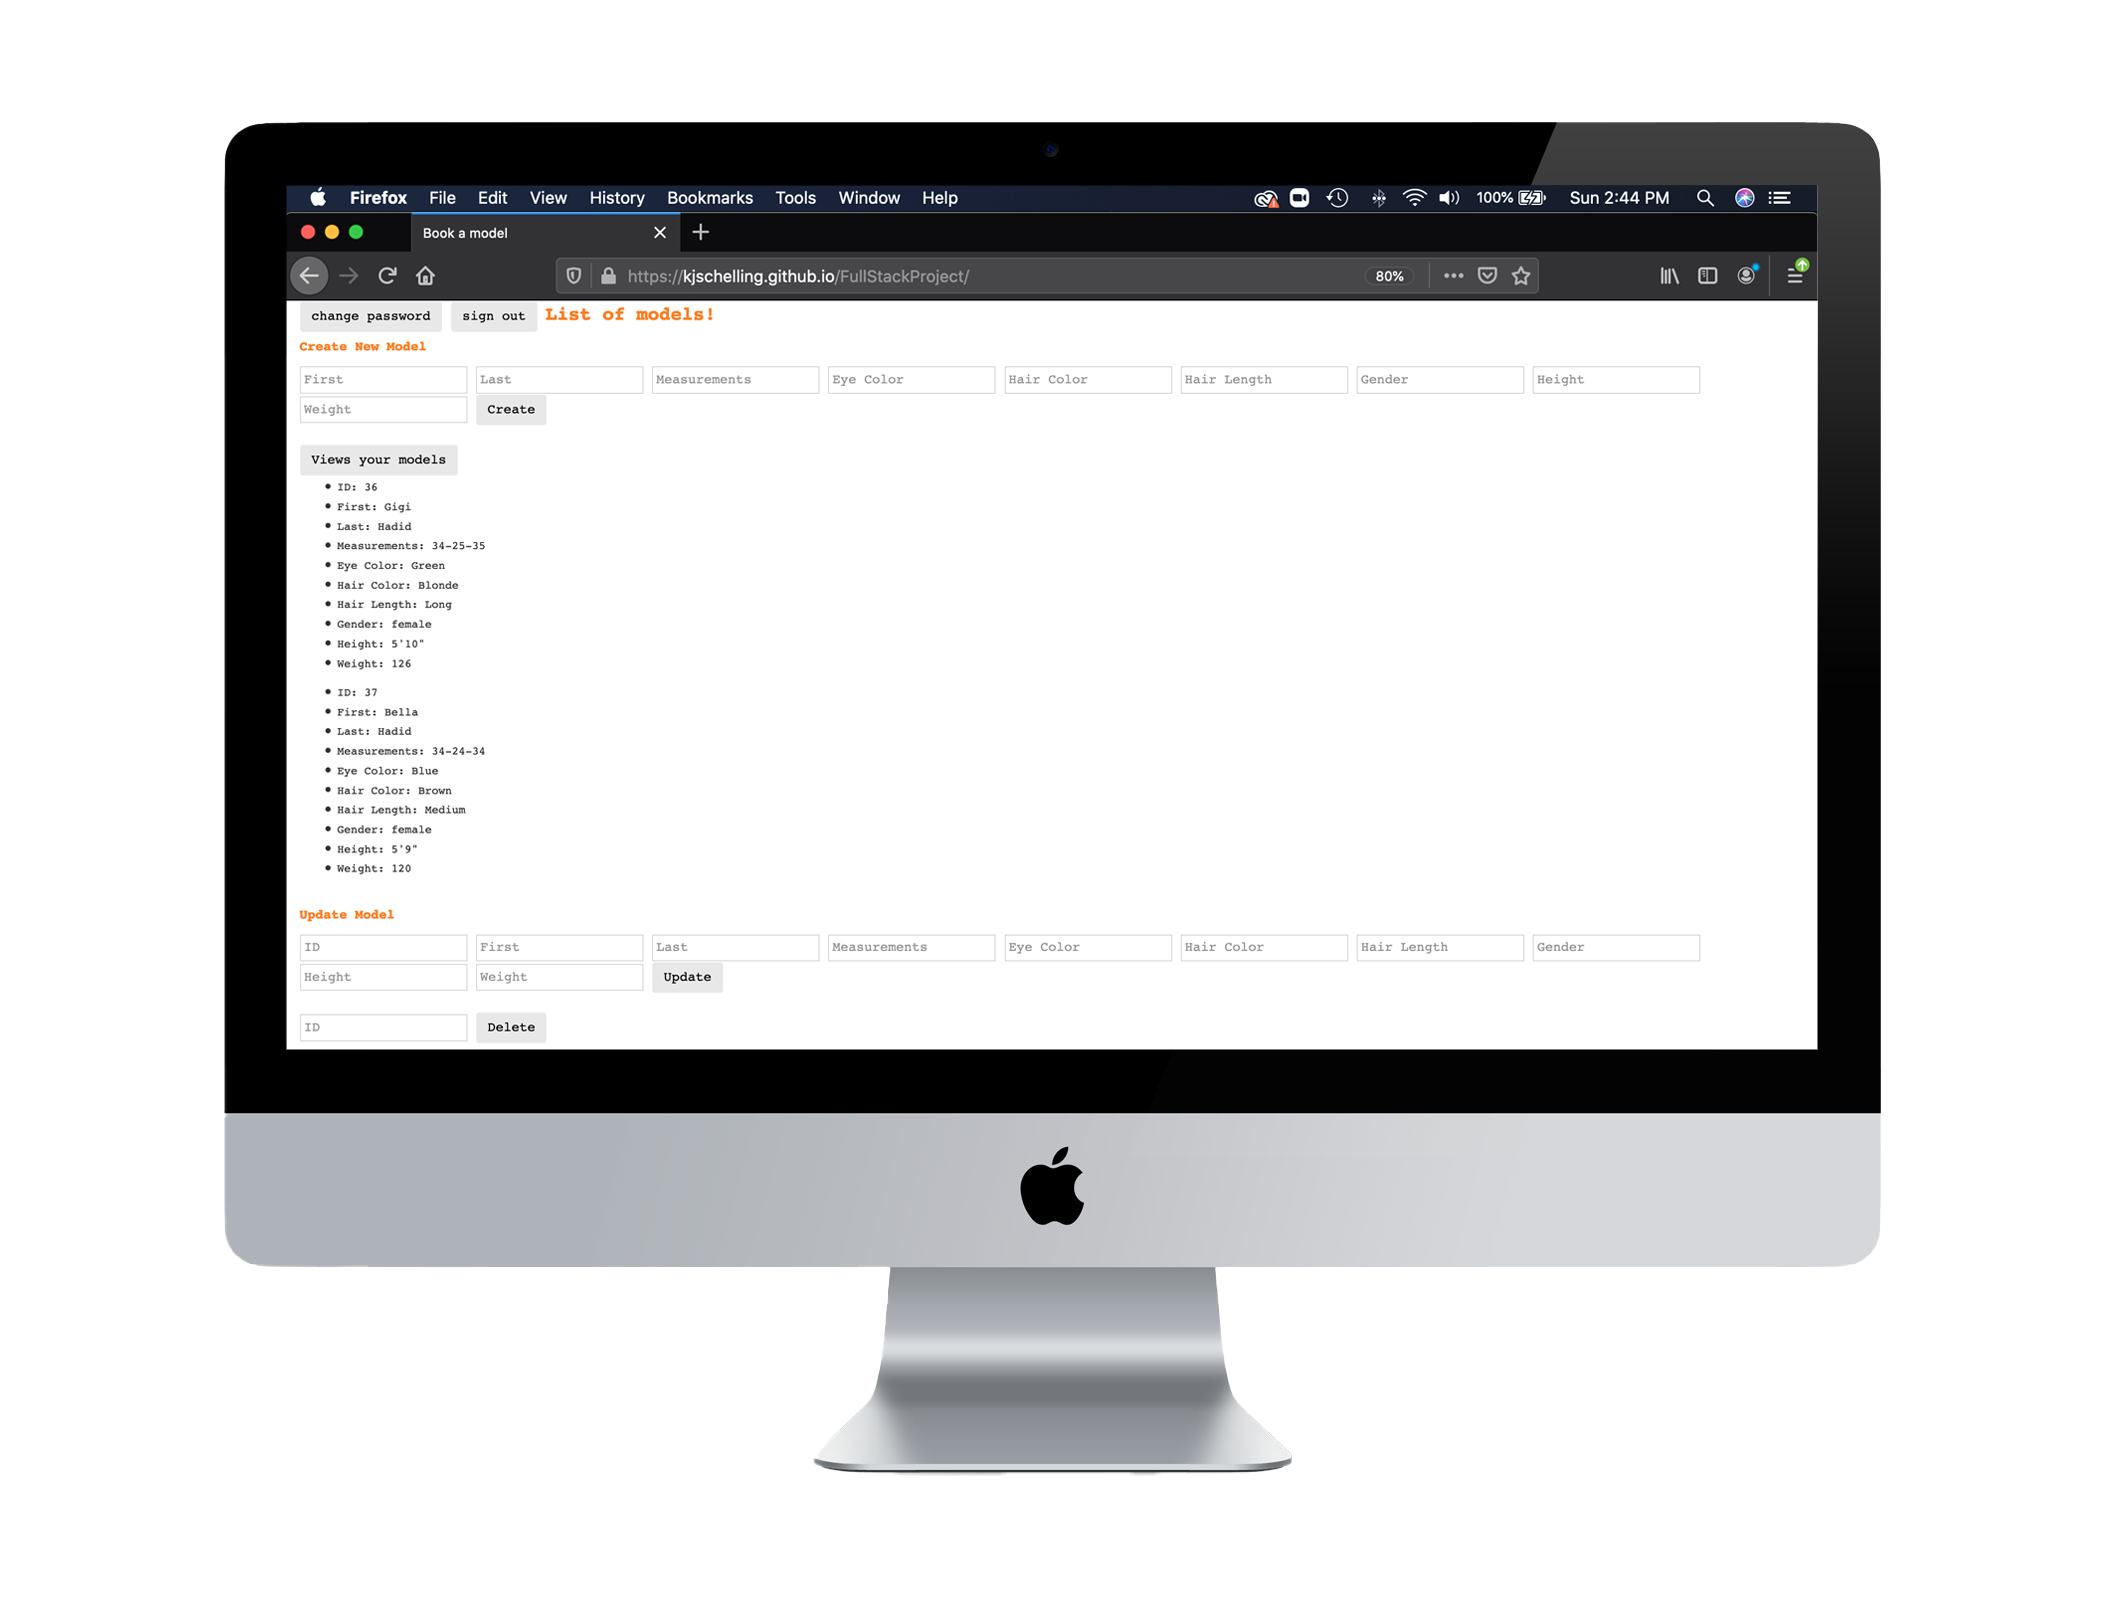 Firefox File Edit View History Bookmarks Tools Window Help 100% Sun 2:44 PM
Book a model
https://kjschelling.github.io/FullStackProject/ 80%
change password sign out List of models!
Create New Model
First Last Measurements Eye Color Hair Color Hair Length Gender Height
Weight Create
Views your models
ID: 36
First: Gigi
Last: Hadid
Measurements: 34-25-35
Eye Color: Green
Hair Color: Blonde
Hair Length: Long
Gender: female
Height: 5'10"
Weight: 126
ID: 37
First: Bella
Last: Hadid
Measurements: 34-24-34
Eye Color: Blue
Hair Color: Brown
Hair Length: Medium
Gender: female
Height: 5'9"
Weight: 120
Update Model
ID First Last Measurements Eye Color Hair Color Hair Length Gender
Height Weight Update
ID Delete